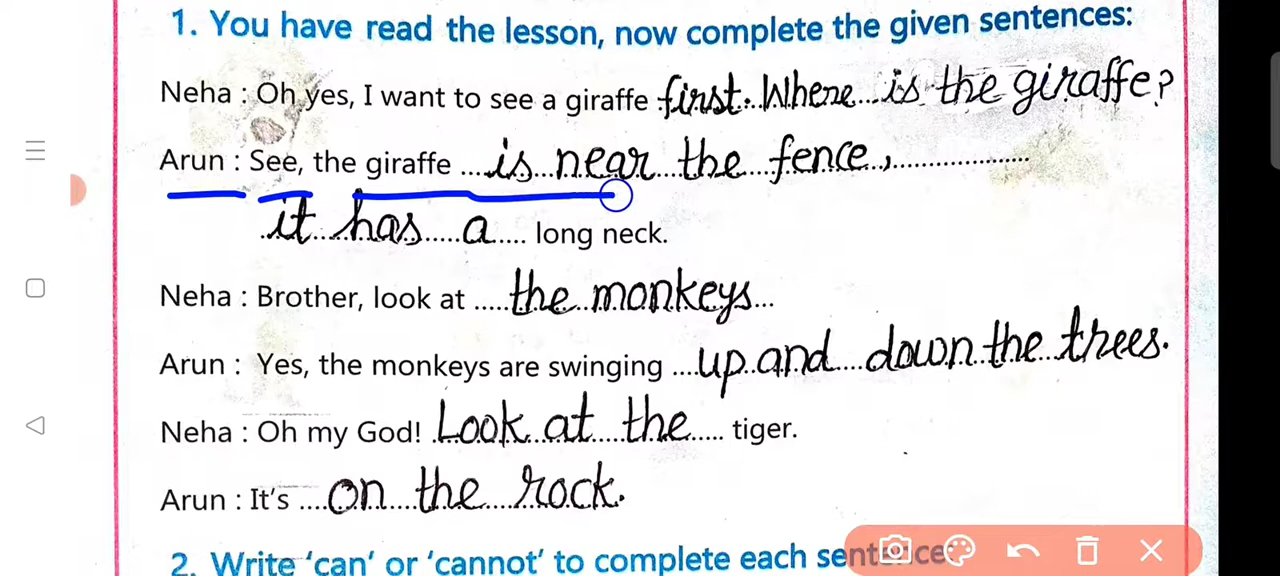 1. You have read the lesson, now complete the given sentences:
Neha : Oh yes, I want to see a giraffe first. Where is the giraffe?
Arun : See, the giraffe ....is near the fence,....................
it has a long neck.
Neha : Brother, look at .....the monkeys...
Arun : Yes, the monkeys are swinging ....up and down the trees.
Neha : Oh my God! Look at the..... tiger.
Arun : It's ....on the rock.
2. Write 'can' or 'cannot' to complete each sentence